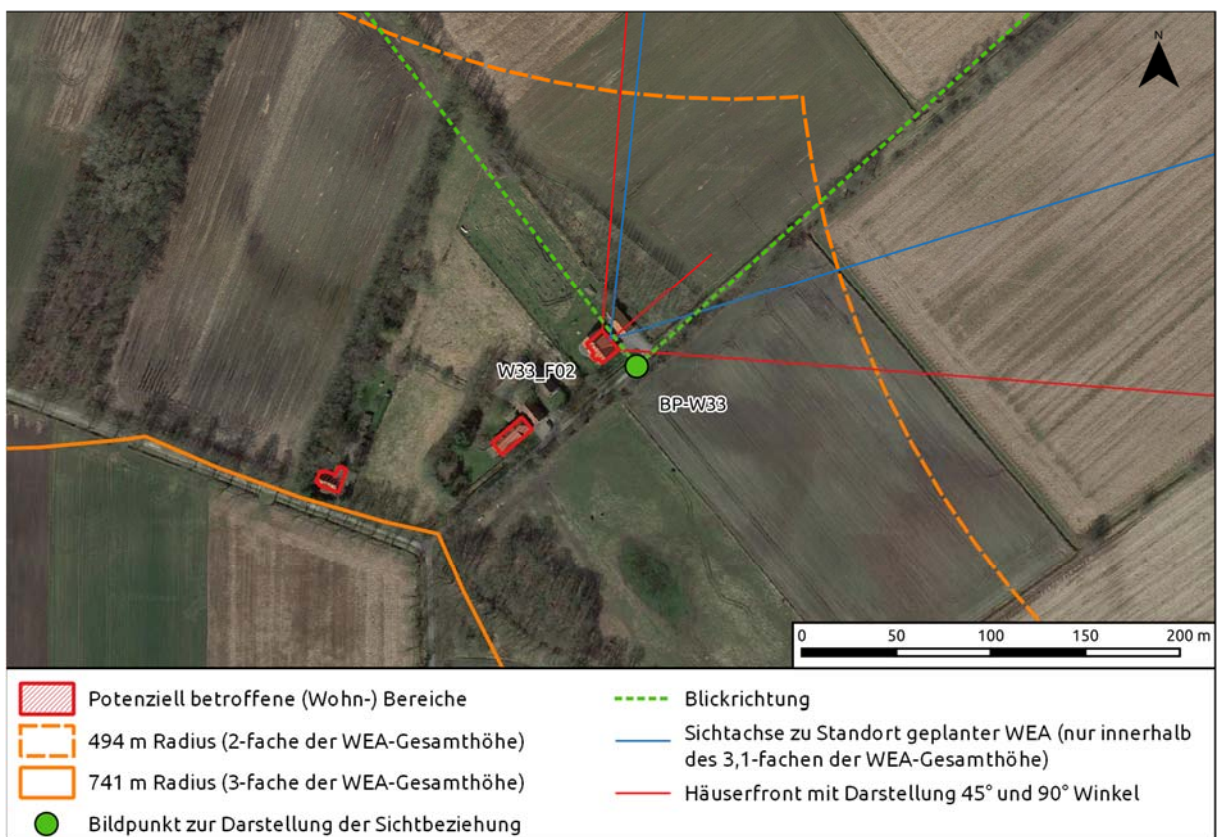 N
W33_F02
BP-W33
0 50 100 150 200 m
Potenziell betroffene (Wohn-) Bereiche
494 m Radius (2-fache der WEA-Gesamthöhe)
741 m Radius (3-fache der WEA-Gesamthöhe)
Bildpunkt zur Darstellung der Sichtbeziehung
Blickrichtung
Sichtachse zu Standort geplanter WEA (nur innerhalb
des 3,1-fachen der WEA-Gesamthöhe)
Häuserfront mit Darstellung 45° und 90° Winkel